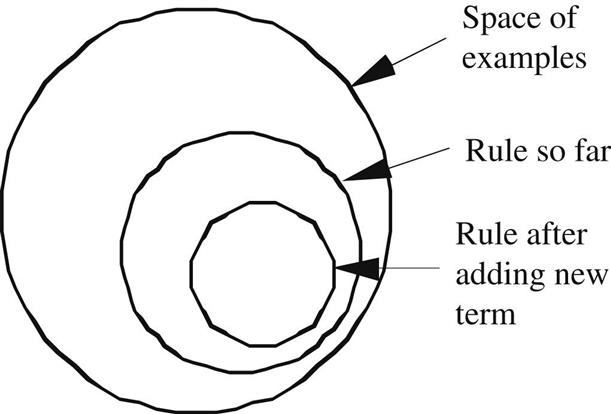 Space of
examples
Rule so far
Rule after
adding new
term